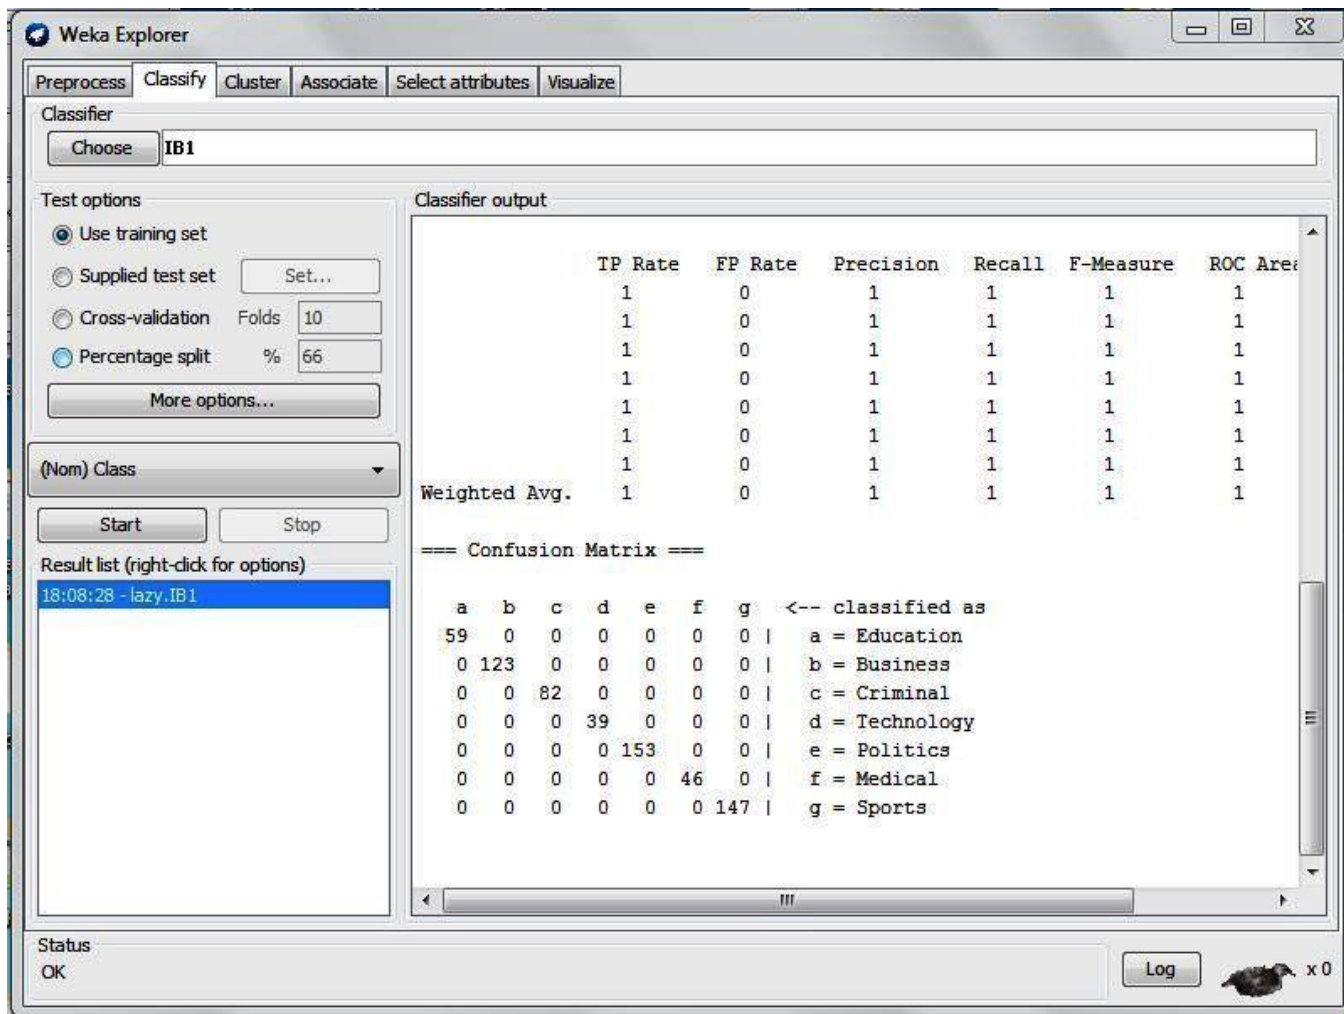 Weka Explorer
Preprocess Classify Cluster Associate Select attributes Visualize
Classifier
Choose IB1
Test options
Use training set
Supplied test set Set...
Cross-validation Folds 10
Percentage split % 66
More options...
(Nom) Class
Start Stop
Result list (right-click for options)
18:08:28 - lazy.IB1
Classifier output
TP Rate FP Rate Precision Recall F-Measure ROC Area
1 0 1 1 1 1
1 0 1 1 1 1
1 0 1 1 1 1
1 0 1 1 1 1
1 0 1 1 1 1
1 0 1 1 1 1
1 0 1 1 1 1
Weighted Avg. 1 0 1 1 1 1
=== Confusion Matrix ===
a b c d e f g <-- classified as
59 0 0 0 0 0 0 | a = Education
0 123 0 0 0 0 0 | b = Business
0 0 82 0 0 0 0 | c = Criminal
0 0 0 39 0 0 0 | d = Technology
0 0 0 0 153 0 0 | e = Politics
0 0 0 0 0 46 0 | f = Medical
0 0 0 0 0 0 147 | g = Sports
Status
OK
Log x 0